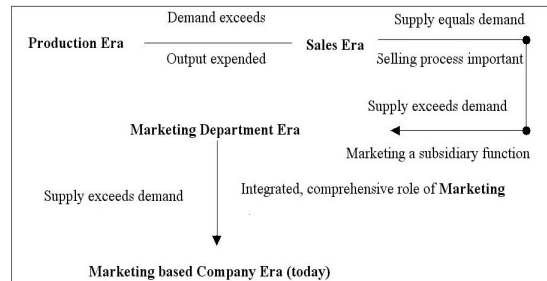 Demand exceeds
Supply equals demand
Production Era
Sales Era
Output expended
Selling process important
Supply exceeds demand
Marketing Department Era
Marketing a subsidiary function
Supply exceeds demand
Integrated, comprehensive role of Marketing
Marketing based Company Era (today)